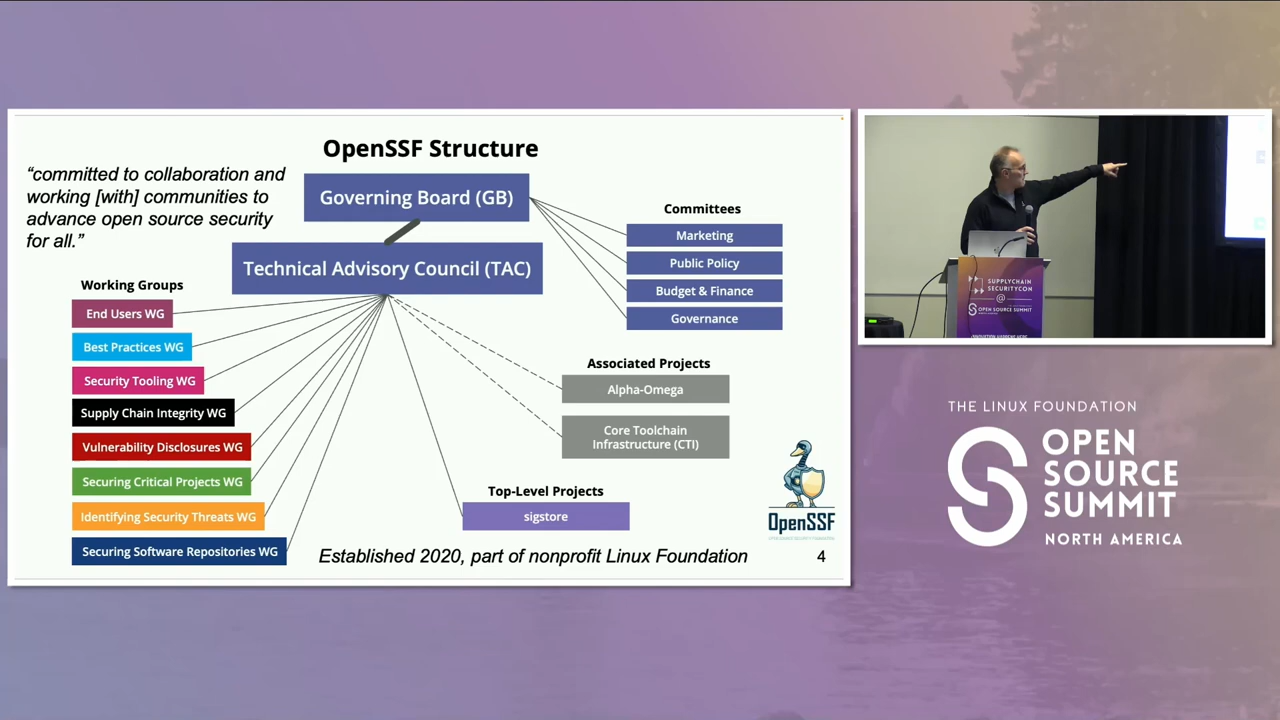 OpenSSF Structure
“committed to collaboration and
working [with] communities to
advance open source security
for all.”
Governing Board (GB)
Technical Advisory Council (TAC)
Committees
Marketing
Public Policy
Budget & Finance
Governance
Working Groups
End Users WG
Best Practices WG
Security Tooling WG
Supply Chain Integrity WG
Vulnerability Disclosures WG
Securing Critical Projects WG
Identifying Security Threats WG
Securing Software Repositories WG
Associated Projects
Alpha-Omega
Core Toolchain
Infrastructure (CTI)
Top-Level Projects
sigstore
OpenSSF
Established 2020, part of nonprofit Linux Foundation
4
SUPPLYCHAIN
SECURITYCON
@
OPEN SOURCE SUMMIT
THE LINUX FOUNDATION
OPEN
SOURCE
SUMMIT
NORTH AMERICA